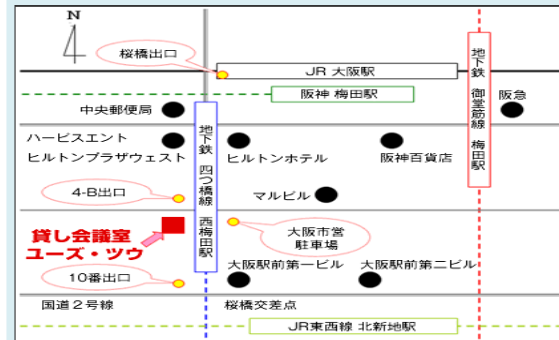 N
桜橋出口
JR 大阪駅
阪神 梅田駅
地下鉄 御堂筋線 梅田駅
阪急
中央郵便局
ハービスエント
ヒルトンプラザウェスト
地下鉄 四つ橋線 西梅田駅
ヒルトンホテル
阪神百貨店
4-B出口
マルビル
貸し会議室
ユーズ・ツウ
大阪市営
駐車場
10番出口
大阪駅前第一ビル
大阪駅前第二ビル
国道2号線
桜橋交差点
JR東西線 北新地駅